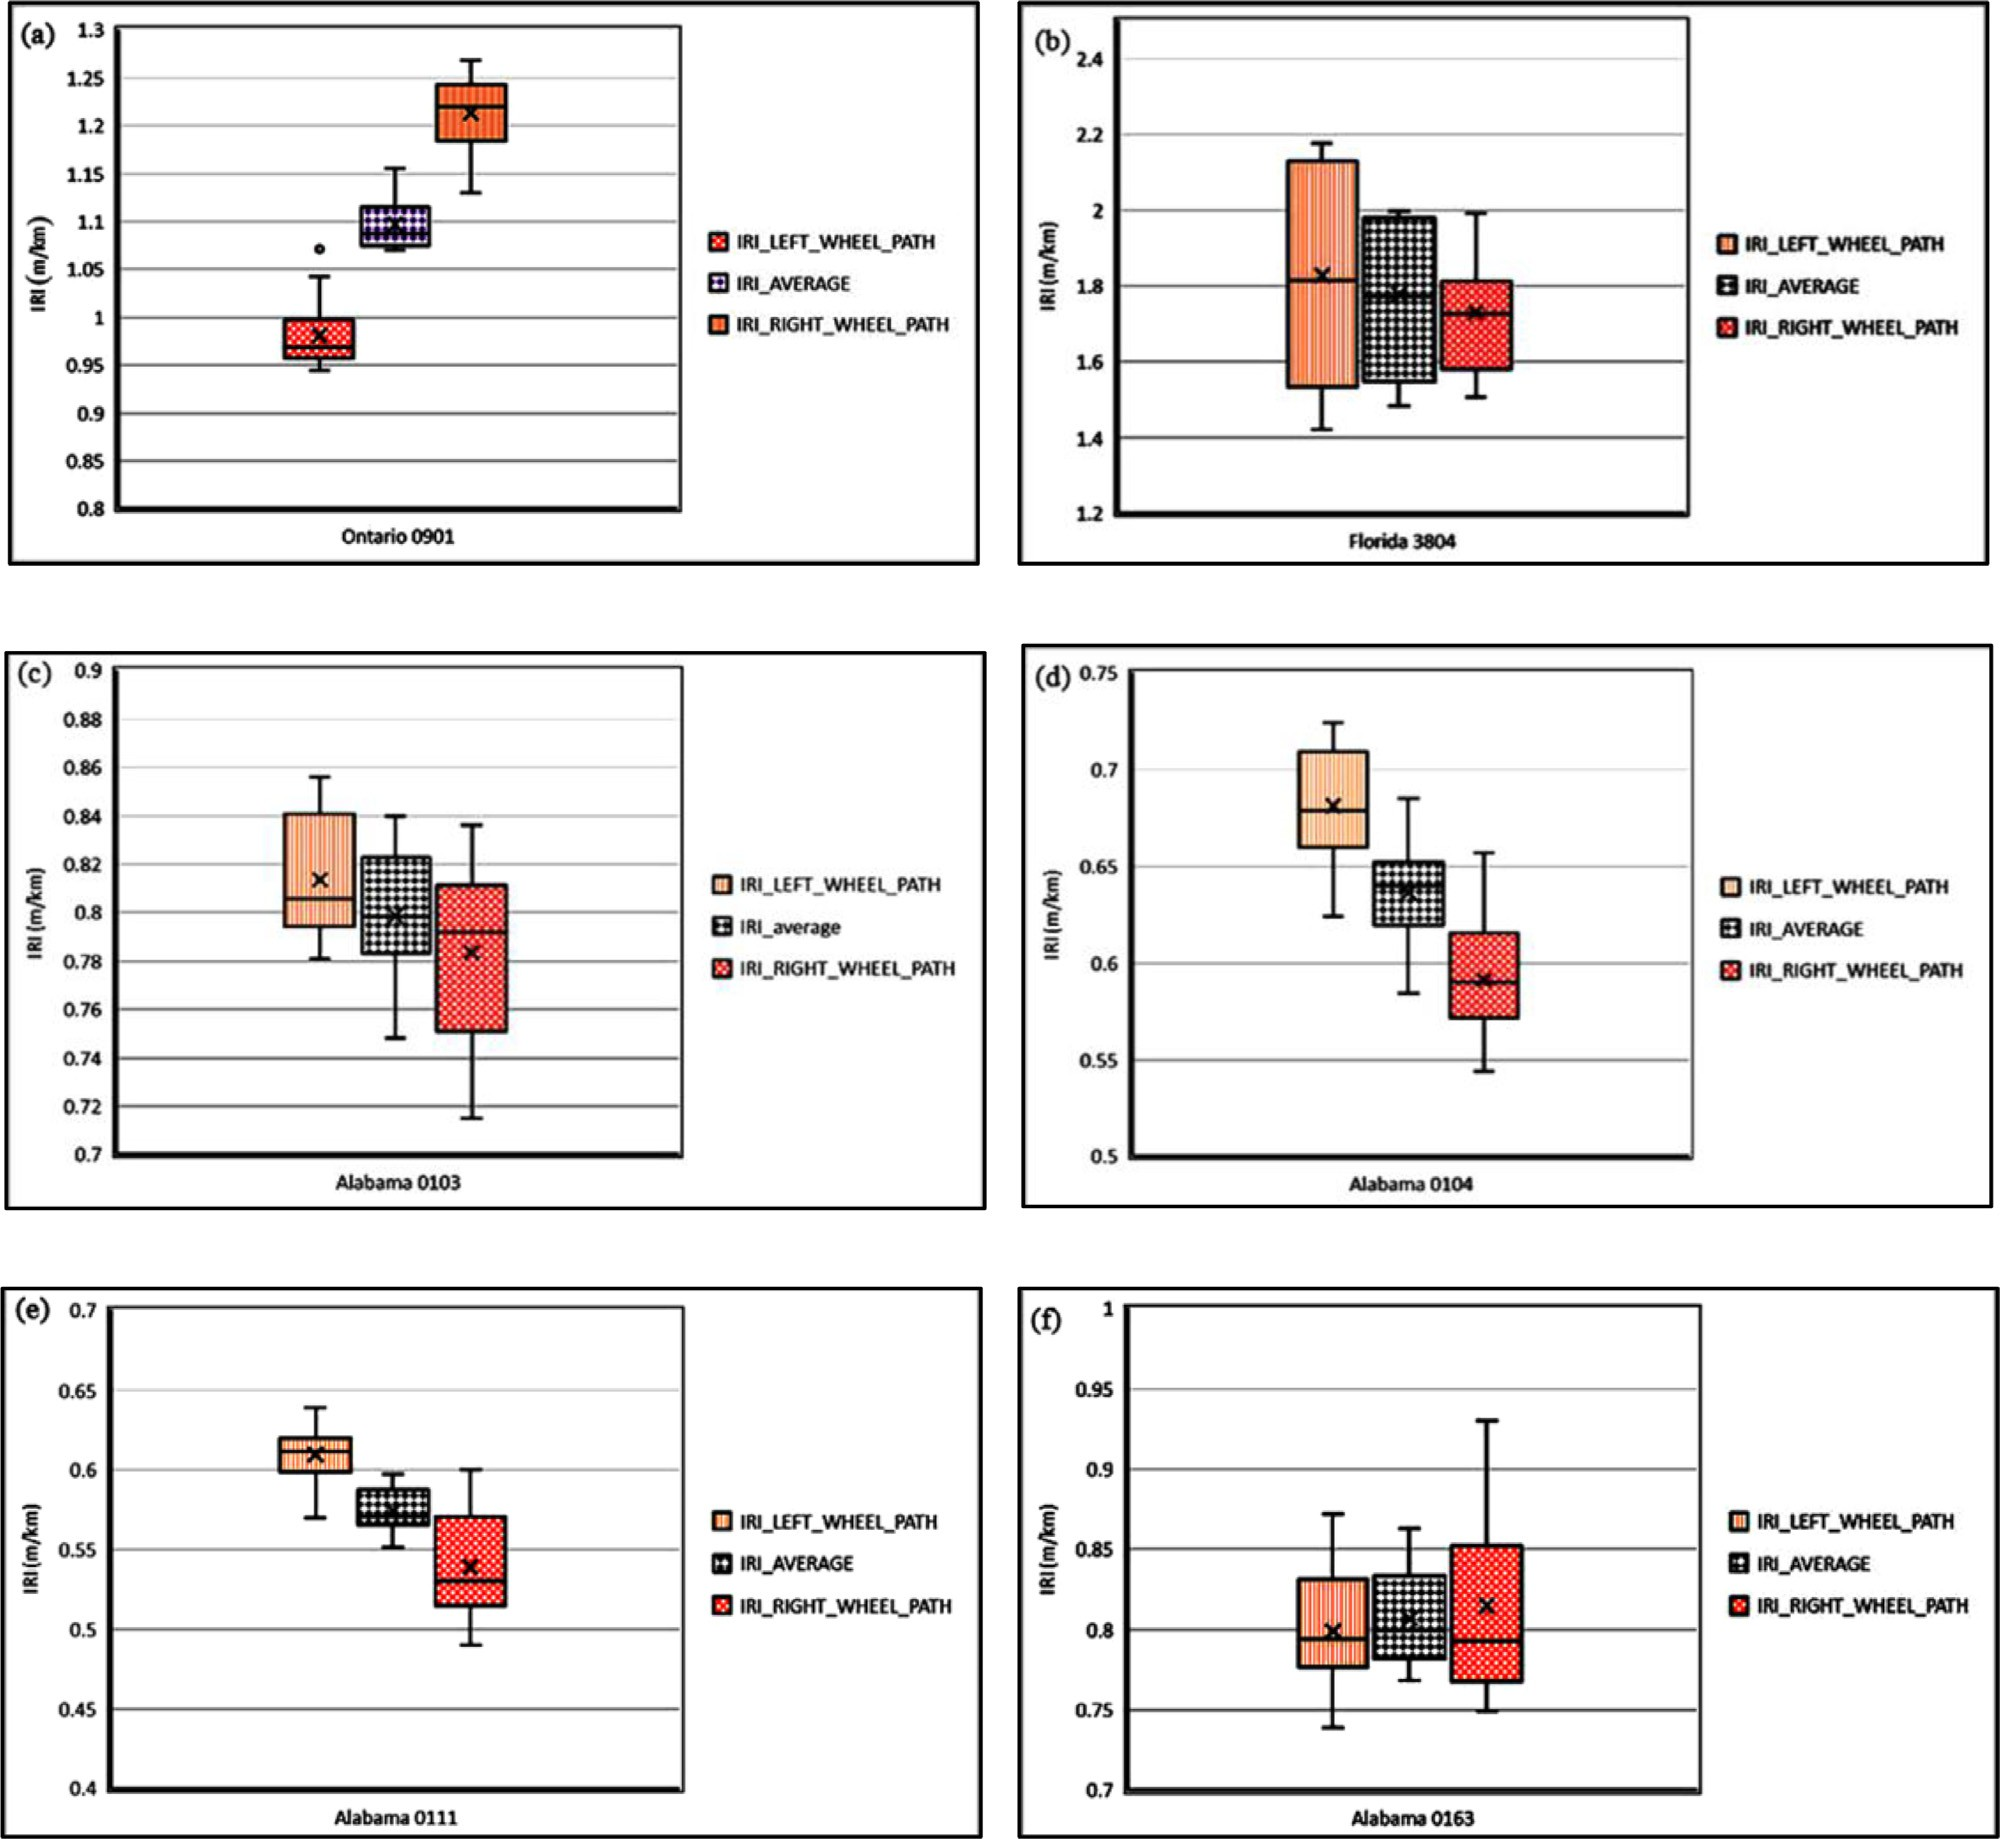 (a)
1.3
1.25
1.2
1.15
1.1
1.05
1
0.95
0.9
0.85
0.8
IRI (m/km)
Ontario 0901
IRI_LEFT_WHEEL_PATH
IRI_AVERAGE
IRI_RIGHT_WHEEL_PATH
(b)
2.4
2.2
2
1.8
1.6
1.4
1.2
IRI (m/km)
Florida 3804
IRI_LEFT_WHEEL_PATH
IRI_AVERAGE
IRI_RIGHT_WHEEL_PATH
(c)
0.9
0.88
0.86
0.84
0.82
0.8
0.78
0.76
0.74
0.72
0.7
IRI (m/km)
Alabama 0103
IRI_LEFT_WHEEL_PATH
IRI_average
IRI_RIGHT_WHEEL_PATH
(d)
0.75
0.7
0.65
0.6
0.55
0.5
IRI (m/km)
Alabama 0104
IRI_LEFT_WHEEL_PATH
IRI_AVERAGE
IRI_RIGHT_WHEEL_PATH
(e)
0.7
0.65
0.6
0.55
0.5
0.45
0.4
IRI (m/km)
Alabama 0111
IRI_LEFT_WHEEL_PATH
IRI_AVERAGE
IRI_RIGHT_WHEEL_PATH
(f)
1
0.95
0.9
0.85
0.8
0.75
0.7
IRI (m/km)
Alabama 0163
IRI_LEFT_WHEEL_PATH
IRI_AVERAGE
IRI_RIGHT_WHEEL_PATH